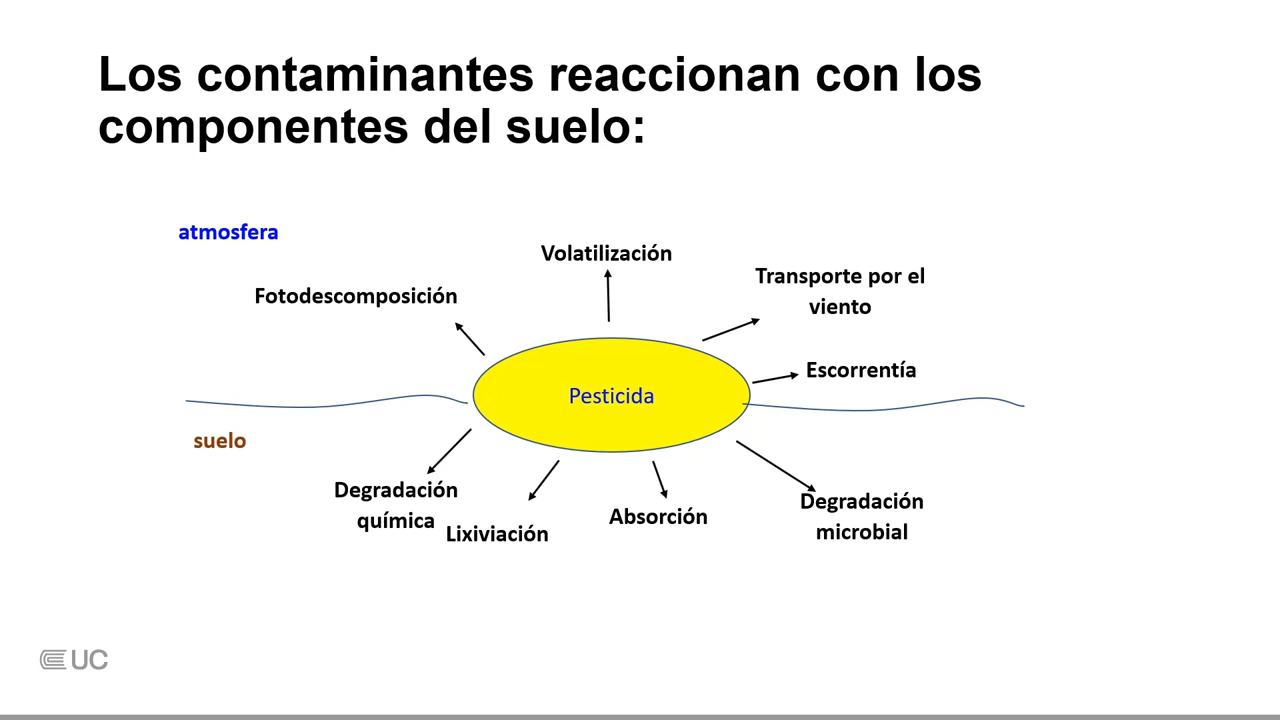 Los contaminantes reaccionan con los
componentes del suelo:
atmosfera
Volatilización
Fotodescomposición
Transporte por el
viento
Escorrentía
Pesticida
suelo
Degradación
química
Lixiviación
Absorción
Degradación
microbial
UC